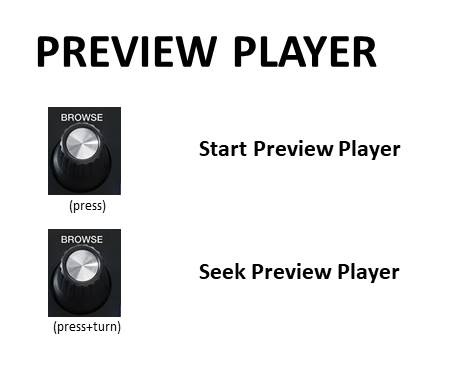 PREVIEW PLAYER
BROWSE
Start Preview Player
(press)
BROWSE
Seek Preview Player
(press+turn)